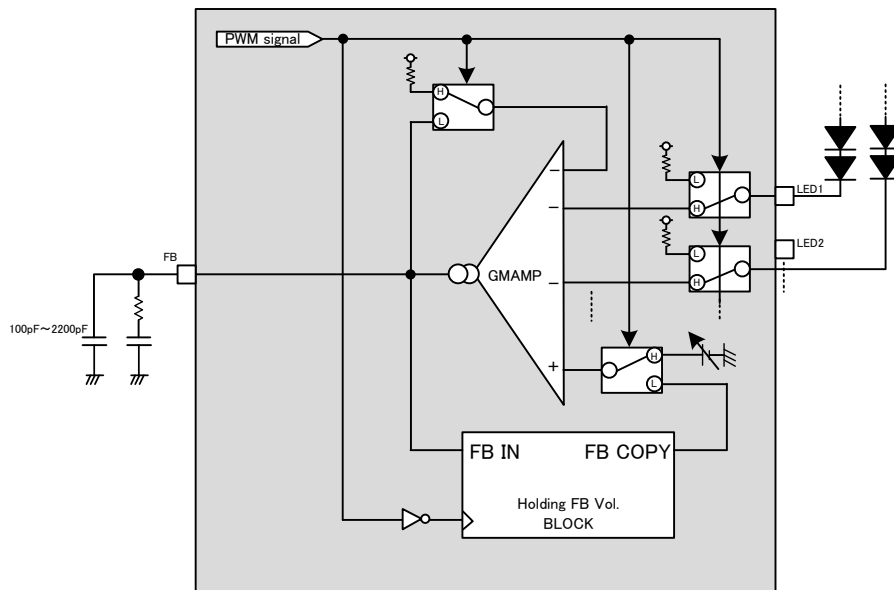 PWM signal
H
L
LED1
L
H
LED2
L
H
FB
GMAMP
−
−
−
+
100pF～2200pF
H
L
FB IN
FB COPY
Holding FB Vol.
BLOCK